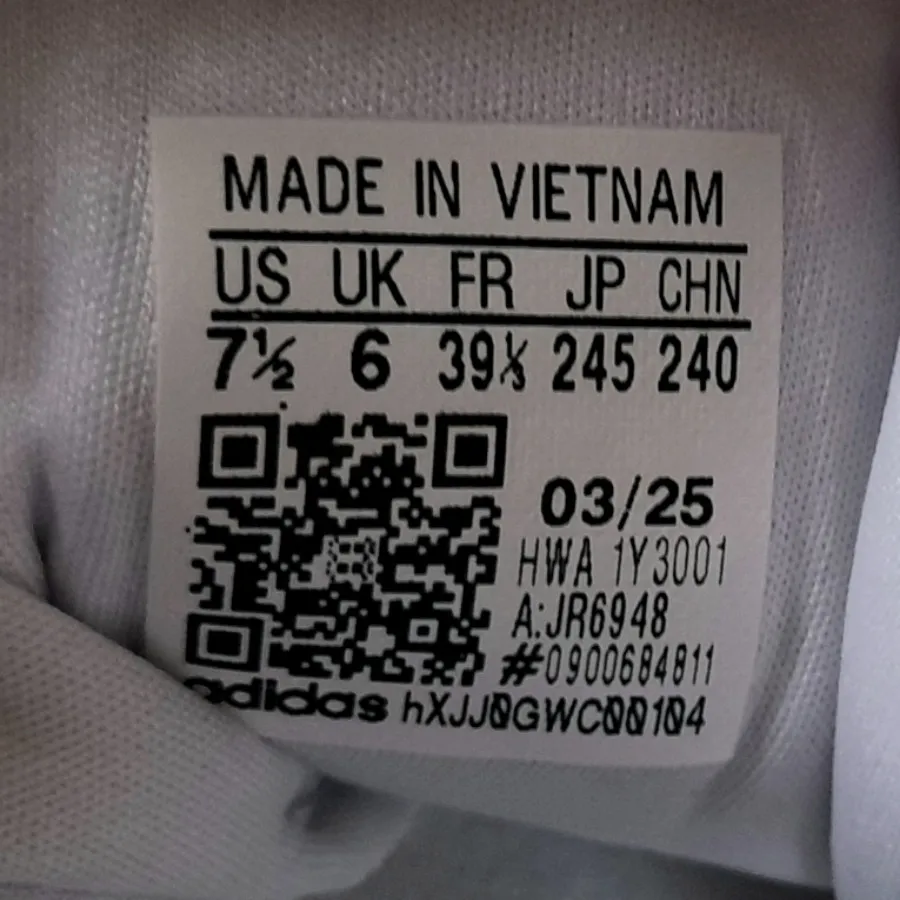 MADE IN VIETNAM
US UK FR JP CHN
7½ 6 39⅓ 245 240
03/25
HWA 1Y3001
A:JR6948
#0900684811
adidas hXJJ0GWC00104